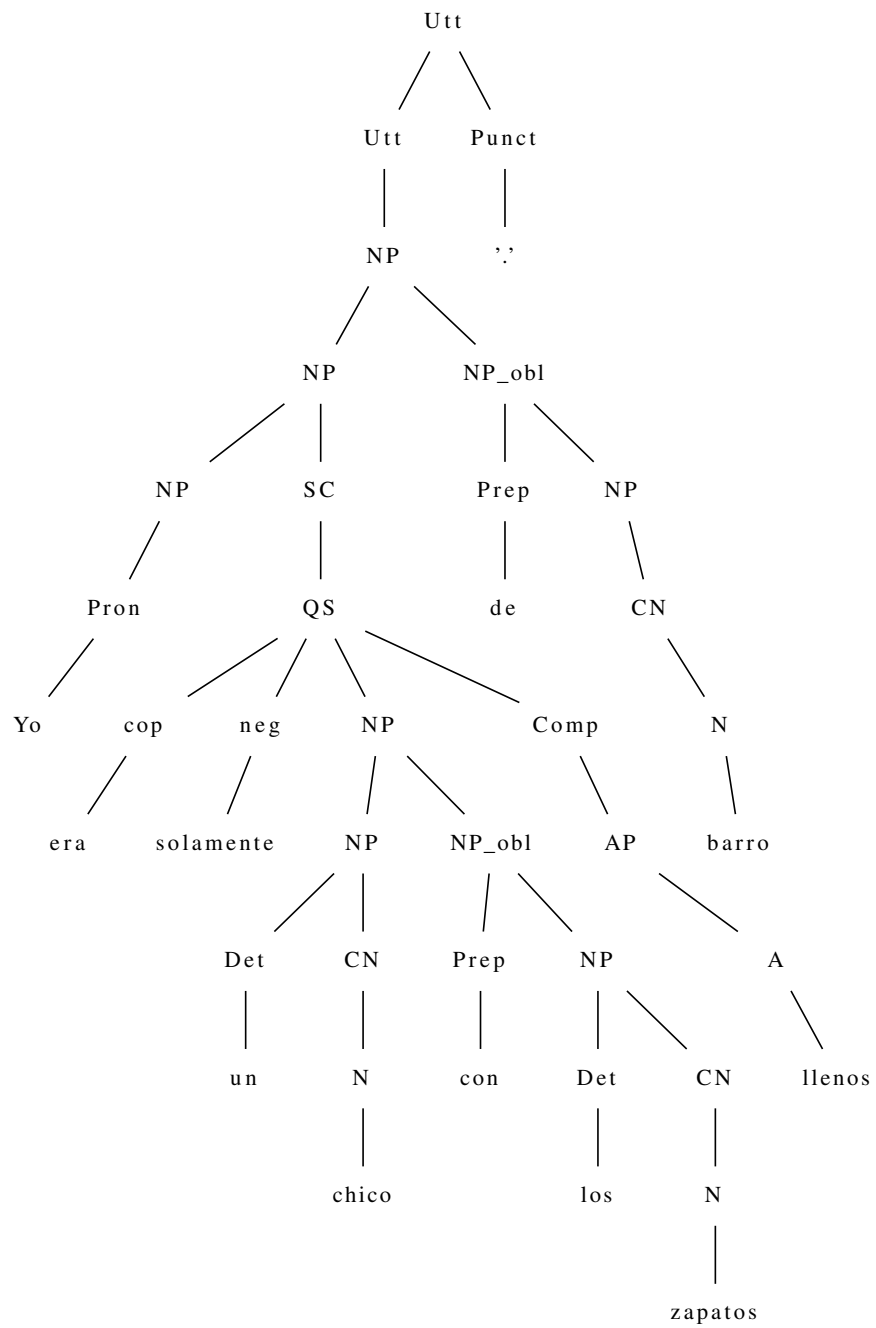 Utt
Utt Punct
NP '.'
NP NP_obl
NP SC Prep NP
Pron QS de CN
Yo cop neg NP Comp N
era solamente NP NP_obl AP barro
Det CN Prep NP A
un N con Det CN llenos
chico los N
zapatos